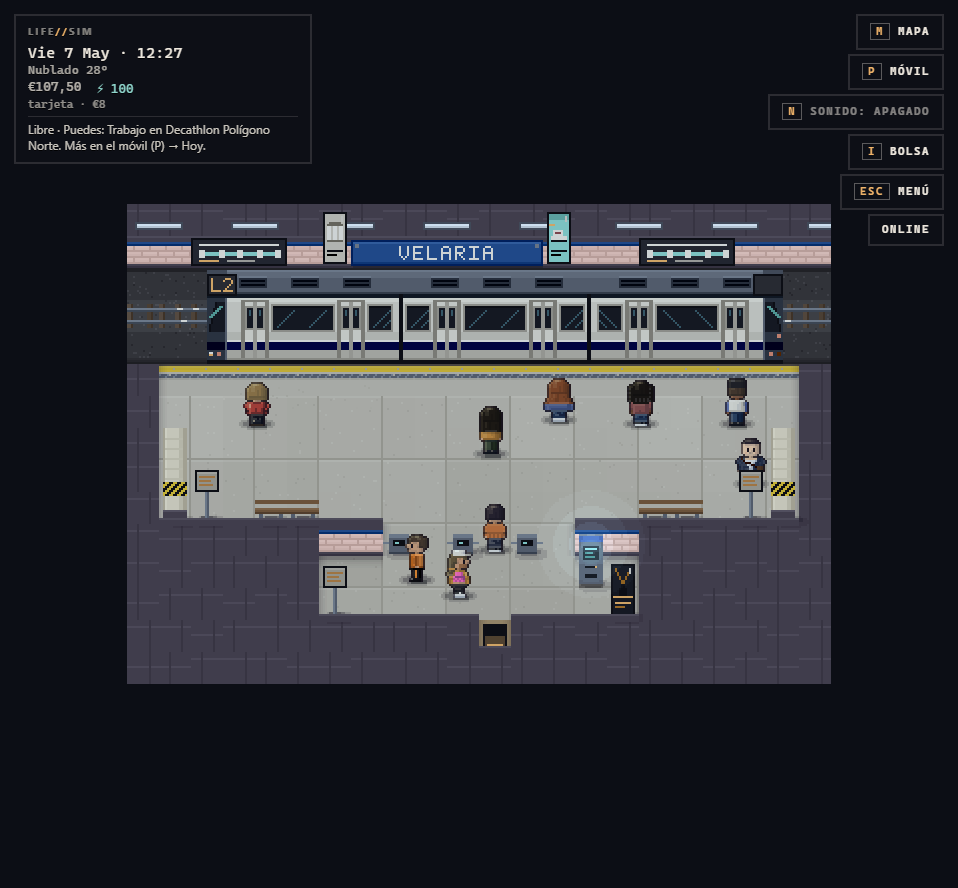 LIFE//SIM
Vie 7 May · 12:27
Nublado 28º
€107,50 ⚡ 100
tarjeta · €8
Libre · Puedes: Trabajo en Decathlon Polígono
Norte. Más en el móvil (P) → Hoy.
M MAPA
P MÓVIL
N SONIDO: APAGADO
I BOLSA
ESC MENÚ
ONLINE
VELARIA
L2